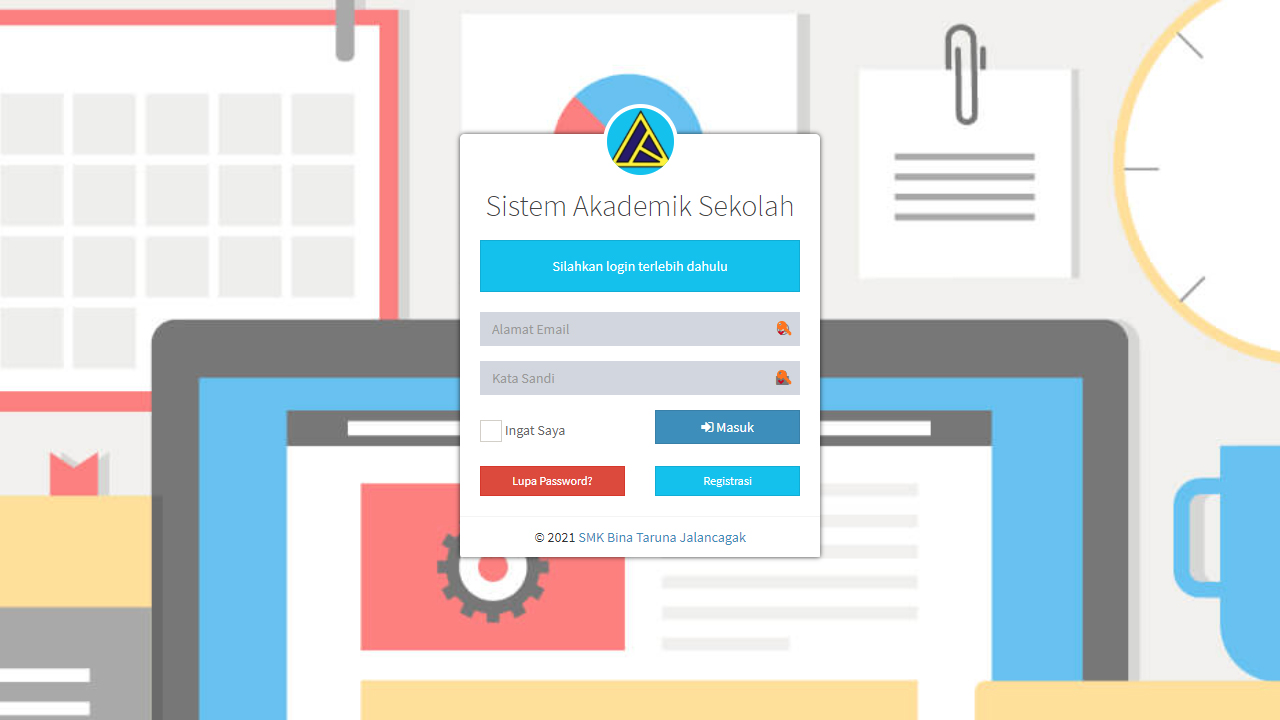 Sistem Akademik Sekolah
Silahkan login terlebih dahulu
Alamat Email
Kata Sandi
Ingat Saya
Masuk
Lupa Password?
Registrasi
© 2021 SMK Bina Taruna Jalancagak